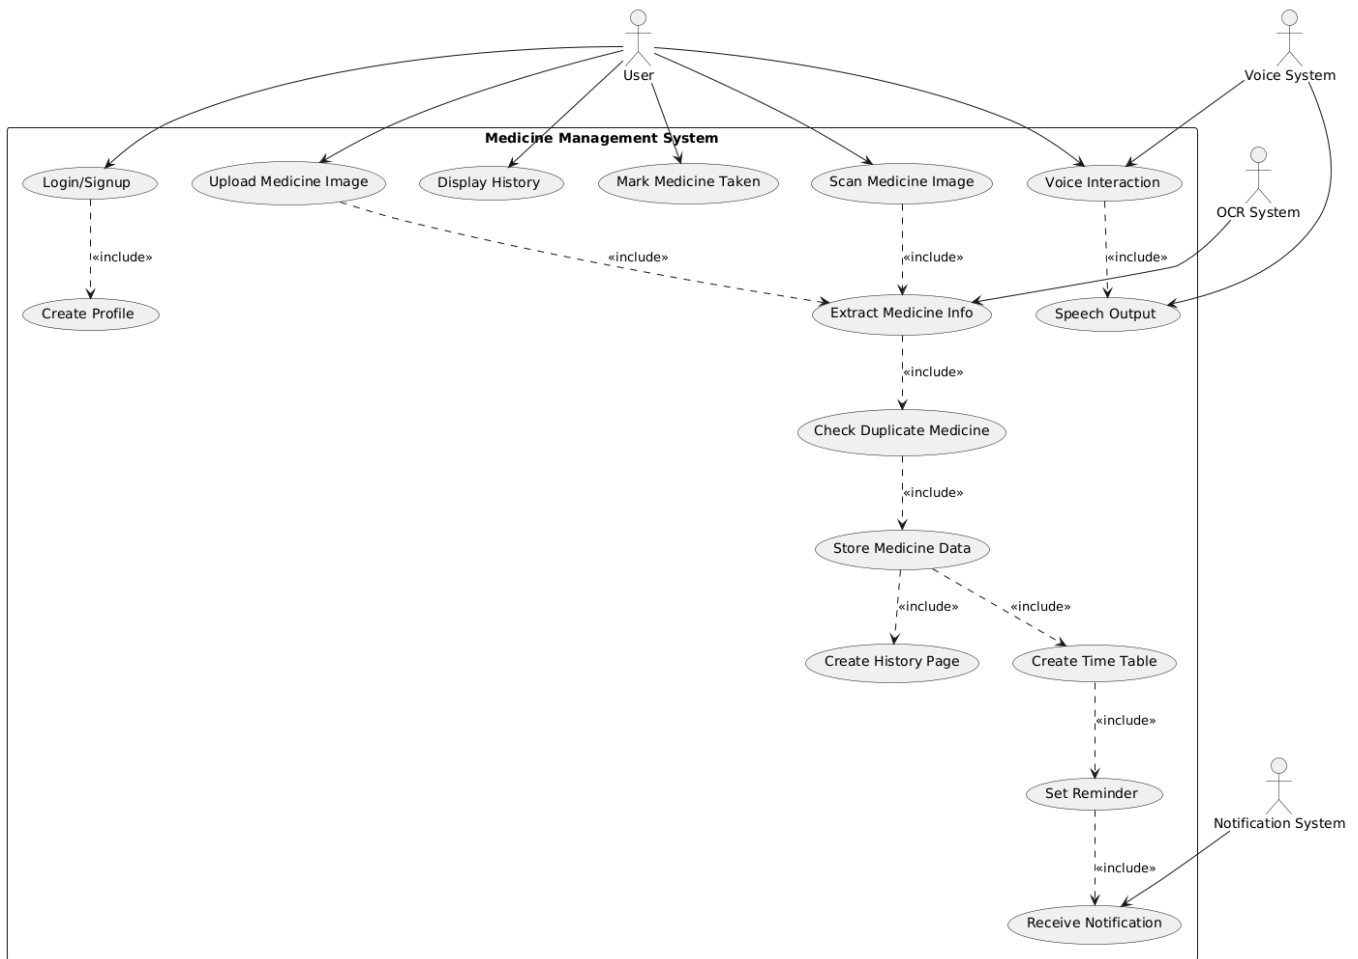 User
Voice System
Medicine Management System
OCR System
Login/Signup
Upload Medicine Image
Display History
Mark Medicine Taken
Scan Medicine Image
Voice Interaction
«include»
«include»
«include»
«include»
Create Profile
Extract Medicine Info
Speech Output
«include»
Check Duplicate Medicine
«include»
Store Medicine Data
«include»
«include»
Create History Page
Create Time Table
«include»
Set Reminder
Notification System
«include»
Receive Notification